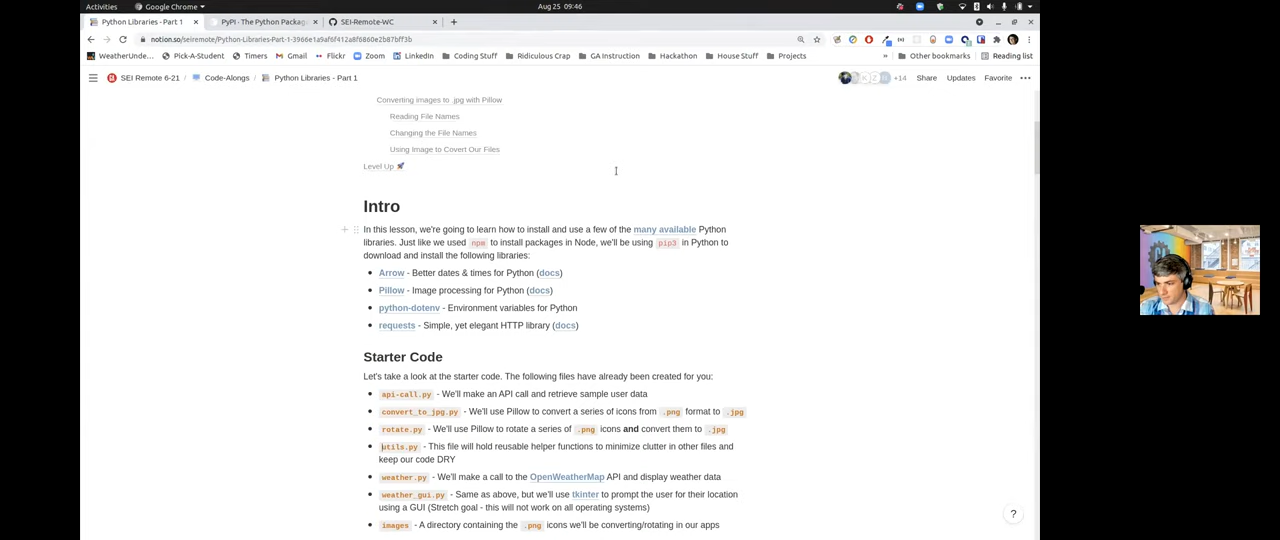 Activities Google Chrome Aug 25 09:46
Python Libraries - Part 1 PyPI · The Python Packag SEI-Remote-WC
notion.so/seiremote/Python-Libraries-Part-1-3966e1a9af6f412a8f6860e2b87bff3b
WeatherUnde... Pick-A-Student Timers Gmail Flickr Zoom LinkedIn Coding Stuff Ridiculous Crap GA Instruction Hackathon House Stuff Projects » Other bookmarks Reading list
SEI Remote 6-21 / Code-Alongs / Python Libraries - Part 1 +14 Share Updates Favorite
Converting images to .jpg with Pillow
Reading File Names
Changing the File Names
Using Image to Covert Our Files
Level Up 🚀
Intro
In this lesson, we're going to learn how to install and use a few of the many available Python
libraries. Just like we used npm to install packages in Node, we'll be using pip3 in Python to
download and install the following libraries:
• Arrow - Better dates & times for Python (docs)
• Pillow - Image processing for Python (docs)
• python-dotenv - Environment variables for Python
• requests - Simple, yet elegant HTTP library (docs)
Starter Code
Let's take a look at the starter code. The following files have already been created for you:
• api-call.py - We'll make an API call and retrieve sample user data
• convert_to_jpg.py - We'll use Pillow to convert a series of icons from .png format to .jpg
• rotate.py - We'll use Pillow to rotate a series of .png icons and convert them to .jpg
• utils.py - This file will hold reusable helper functions to minimize clutter in other files and
keep our code DRY
• weather.py - We'll make a call to the OpenWeatherMap API and display weather data
• weather_gui.py - Same as above, but we'll use tkinter to prompt the user for their location
using a GUI (Stretch goal - this will not work on all operating systems)
• images - A directory containing the .png icons we'll be converting/rotating in our apps
?